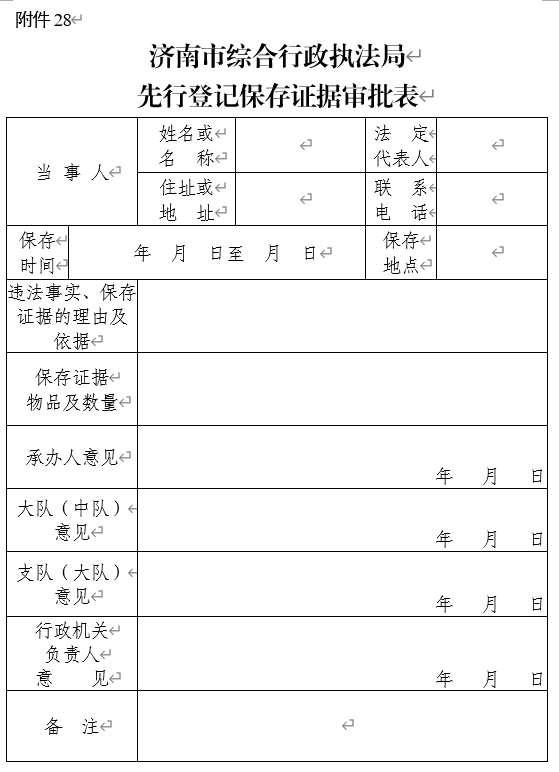 附件 28
济南市综合行政执法局
先行登记保存证据审批表
当 事 人
姓名或
名 称
法 定
代表人
住址或
地 址
联 系
电 话
保存
时间
年 月 日至 月 日
保存
地点
违法事实、保存
证据的理由及
依据
保存证据
物品及数量
承办人意见
年 月 日
大队（中队）
意见
年 月 日
支队（大队）
意见
年 月 日
行政机关
负责人
意 见
年 月 日
备 注